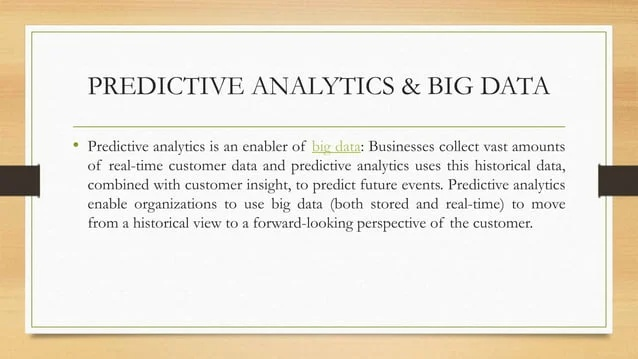 PREDICTIVE ANALYTICS & BIG DATA
• Predictive analytics is an enabler of big data: Businesses collect vast amounts
of real-time customer data and predictive analytics uses this historical data,
combined with customer insight, to predict future events. Predictive analytics
enable organizations to use big data (both stored and real-time) to move
from a historical view to a forward-looking perspective of the customer.